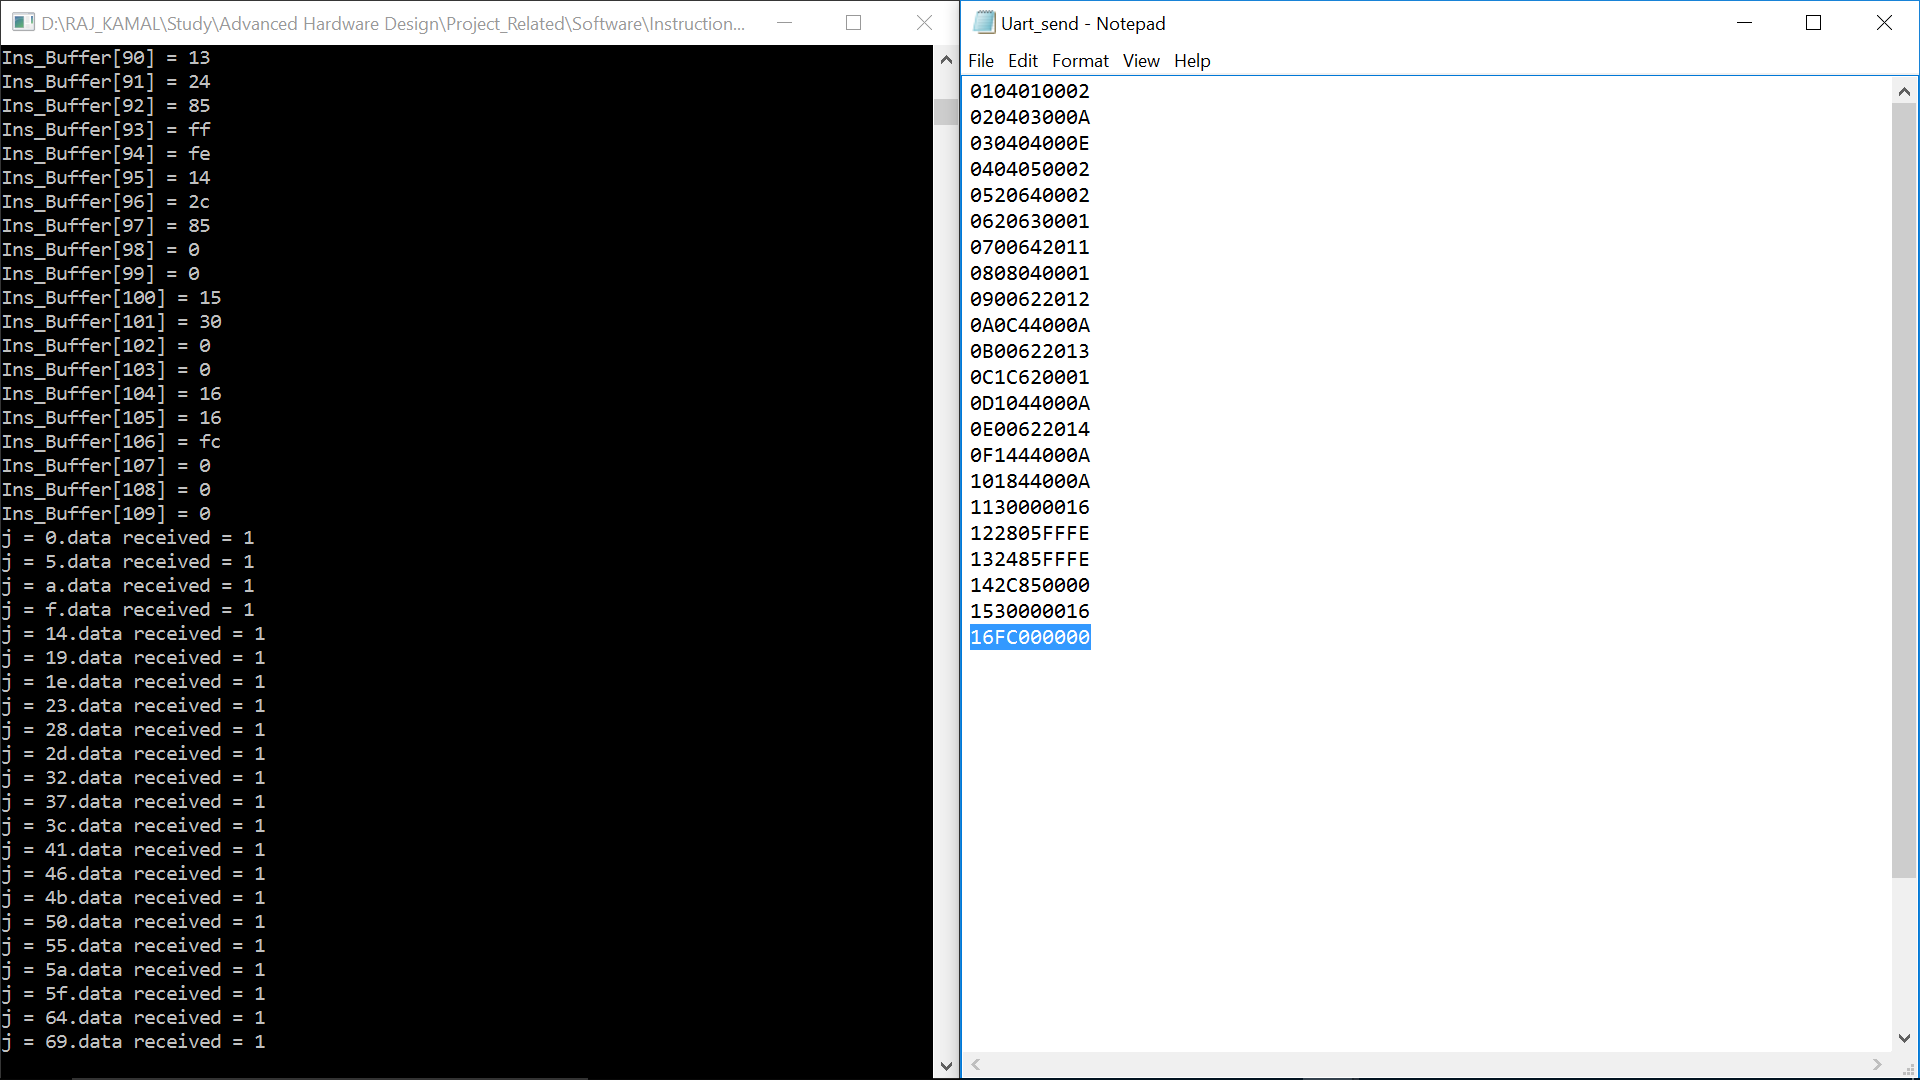 D:\RAJ_KAMAL\Study\Advanced Hardware Design\Project_Related\Software\Instruction...
Ins_Buffer[90] = 13
Ins_Buffer[91] = 24
Ins_Buffer[92] = 85
Ins_Buffer[93] = ff
Ins_Buffer[94] = fe
Ins_Buffer[95] = 14
Ins_Buffer[96] = 2c
Ins_Buffer[97] = 85
Ins_Buffer[98] = 0
Ins_Buffer[99] = 0
Ins_Buffer[100] = 15
Ins_Buffer[101] = 30
Ins_Buffer[102] = 0
Ins_Buffer[103] = 0
Ins_Buffer[104] = 16
Ins_Buffer[105] = 16
Ins_Buffer[106] = fc
Ins_Buffer[107] = 0
Ins_Buffer[108] = 0
Ins_Buffer[109] = 0
j = 0.data received = 1
j = 5.data received = 1
j = a.data received = 1
j = f.data received = 1
j = 14.data received = 1
j = 19.data received = 1
j = 1e.data received = 1
j = 23.data received = 1
j = 28.data received = 1
j = 2d.data received = 1
j = 32.data received = 1
j = 37.data received = 1
j = 3c.data received = 1
j = 41.data received = 1
j = 46.data received = 1
j = 4b.data received = 1
j = 50.data received = 1
j = 55.data received = 1
j = 5a.data received = 1
j = 5f.data received = 1
j = 64.data received = 1
j = 69.data received = 1
Uart_send - Notepad
File Edit Format View Help
0104010002
020403000A
030404000E
0404050002
0520640002
0620630001
0700642011
0808040001
0900622012
0A0C44000A
0B00622013
0C1C620001
0D1044000A
0E00622014
0F1444000A
101844000A
1130000016
122805FFFE
132485FFFE
142C850000
1530000016
16FC000000